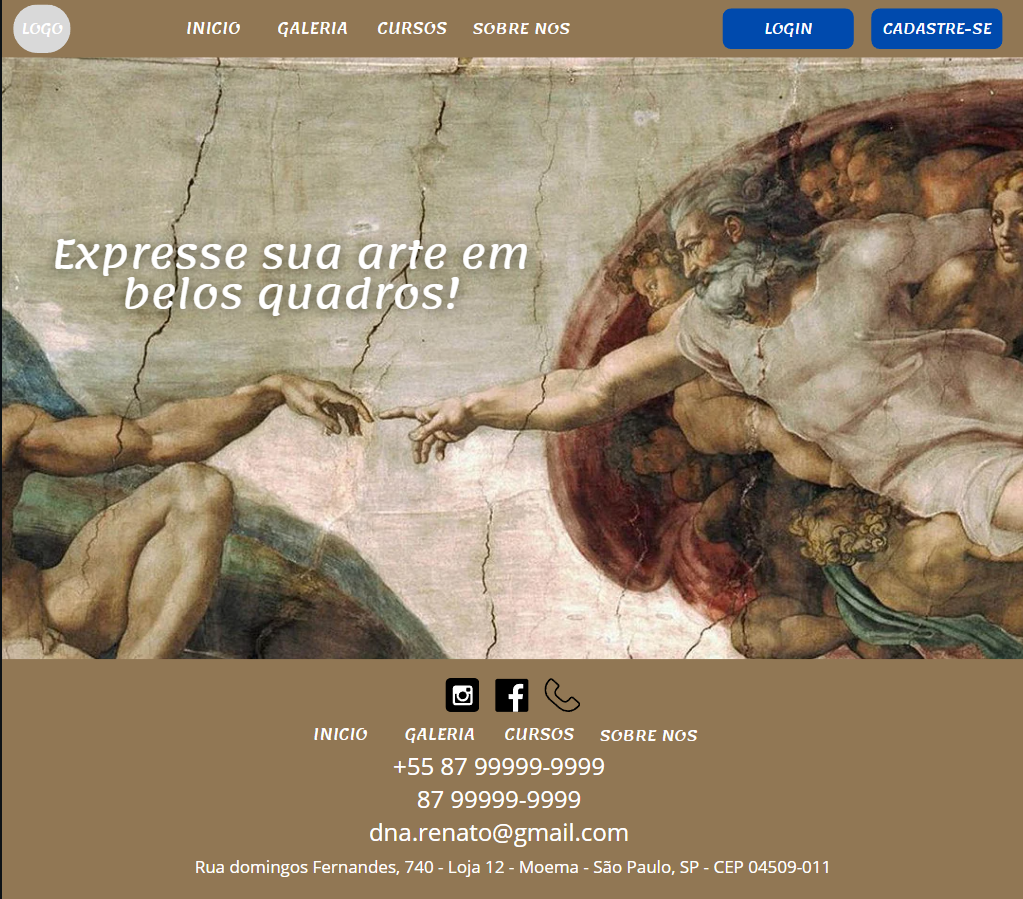 LOGO INICIO GALERIA CURSOS SOBRE NOS LOGIN CADASTRE-SE
Expresse sua arte em
belos quadros!
INICIO GALERIA CURSOS SOBRE NOS
+55 87 99999-9999
87 99999-9999
dna.renato@gmail.com
Rua domingos Fernandes, 740 - Loja 12 - Moema - São Paulo, SP - CEP 04509-011